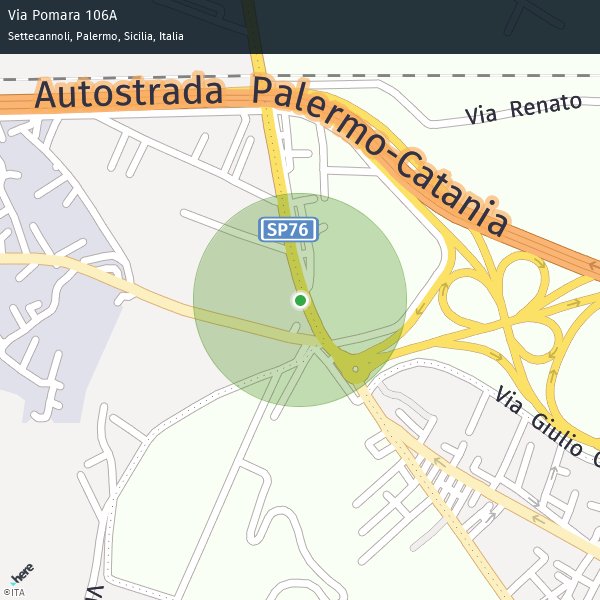 Via Pomara 106A
Settecannoli, Palermo, Sicilia, Italia
Autostrada Palermo-Catania
Via Renato
SP76
Via Giulio
here
©ITA